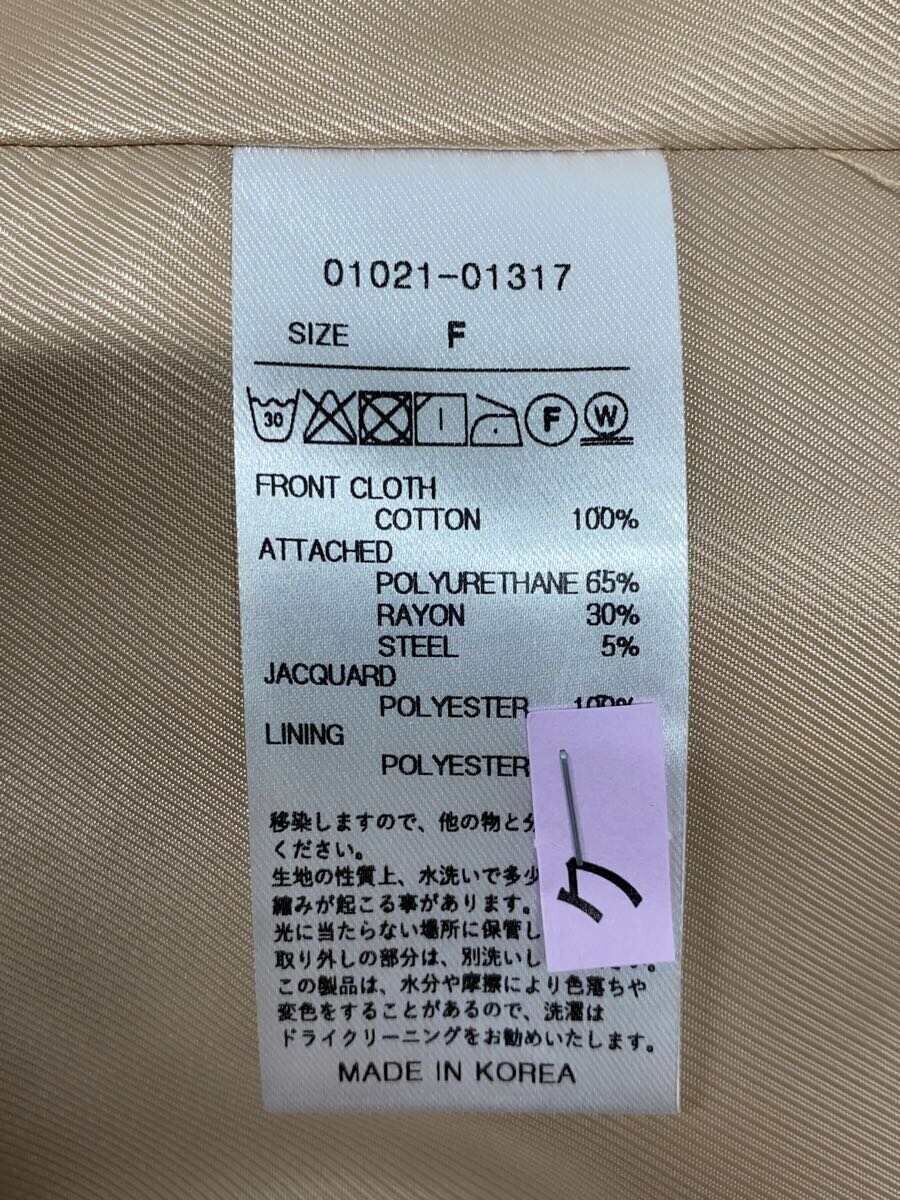 01021-01317
SIZE F
30 F W
FRONT CLOTH
COTTON 100%
ATTACHED
POLYURETHANE 65%
RAYON 30%
STEEL 5%
JACQUARD
POLYESTER 100%
LINING
POLYESTER
移染しますので、他の物と分
ください。
生地の性質上、水洗いで多少
縮みが起こる事があります。
光に当たらない場所に保管し
取り外しの部分は、別洗いし
この製品は、水分や摩擦により色落ちや
変色をすることがあるので、洗濯は
ドライクリーニングをお勧めいたします。
MADE IN KOREA
ク